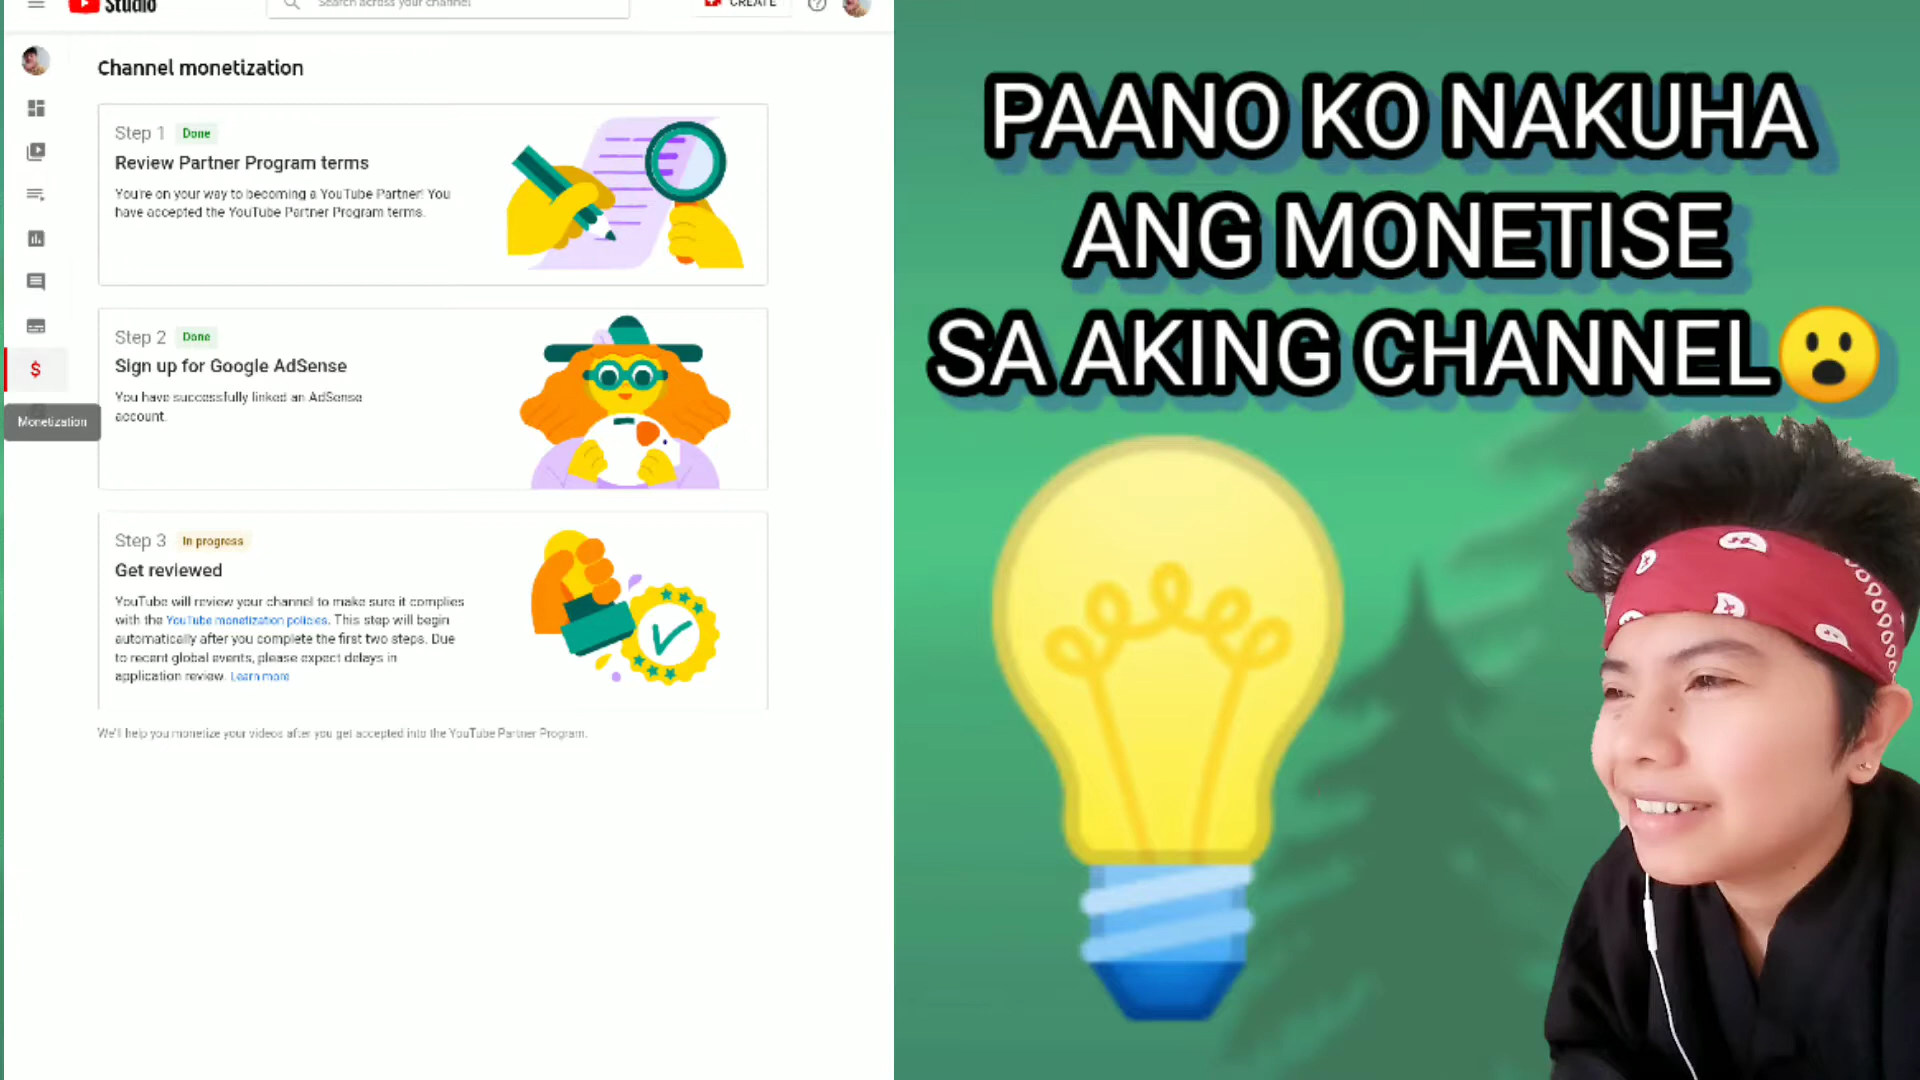 Studio
Search across your channel
CREATE
Channel monetization
Step 1 Done
Review Partner Program terms
You're on your way to becoming a YouTube Partner! You
have accepted the YouTube Partner Program terms.
Step 2 Done
Sign up for Google AdSense
You have successfully linked an AdSense
account.
Monetization
Step 3 In progress
Get reviewed
YouTube will review your channel to make sure it complies
with the YouTube monetization policies. This step will begin
automatically after you complete the first two steps. Due
to recent global events, please expect delays in
application review. Learn more
We'll help you monetize your videos after you get accepted into the YouTube Partner Program.
PAANO KO NAKUHA
ANG MONETISE
SA AKING CHANNEL😮